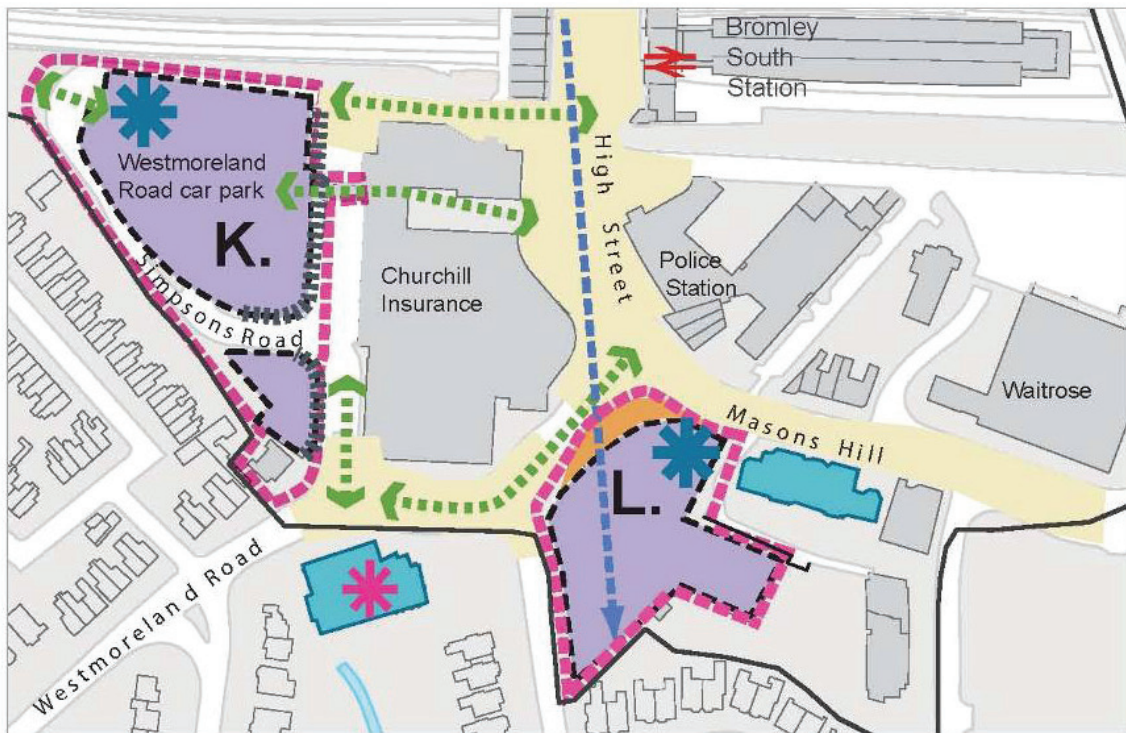 Bromley
South
Station
High Street
Westmoreland
Road car park
K.
Simpsons Road
Churchill
Insurance
Police
Station
Waitrose
Masons Hill
L.
Westmoreland Road